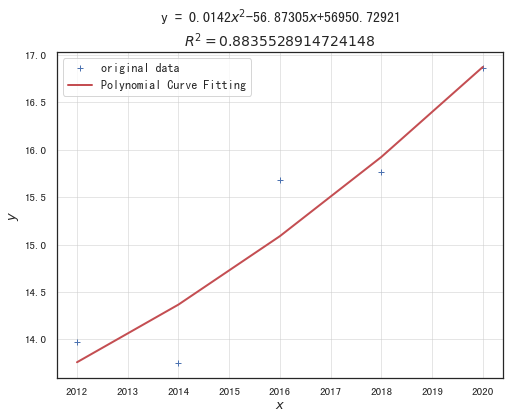 y = 0.0142x²−56.87305x+56950.72921
R² = 0.8835528914724148
original data
Polynomial Curve Fitting
17.0
16.5
16.0
15.5
15.0
14.5
14.0
y
2012 2013 2014 2015 2016 2017 2018 2019 2020
x